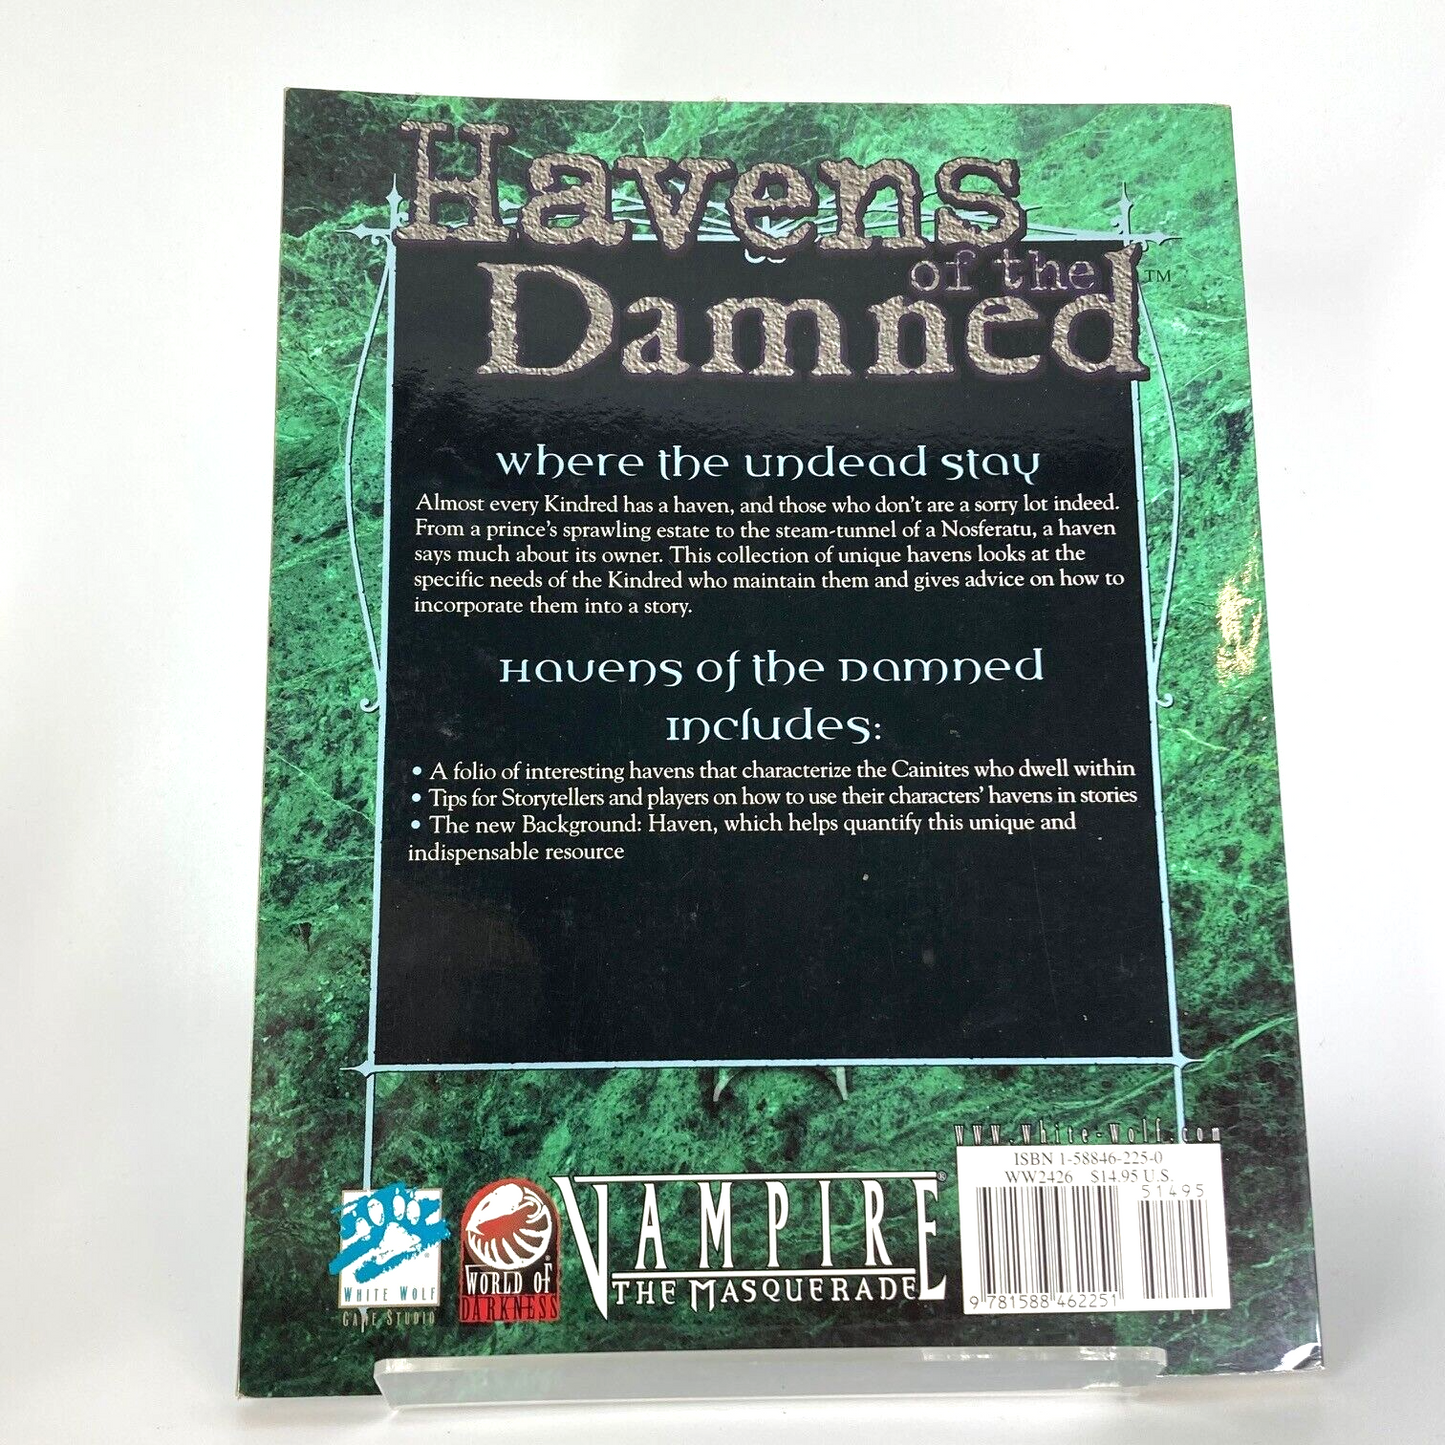 Havens
of the
Damned™
Where the Undead Stay
Almost every Kindred has a haven, and those who don't are a sorry lot indeed.
From a prince's sprawling estate to the steam-tunnel of a Nosferatu, a haven
says much about its owner. This collection of unique havens looks at the
specific needs of the Kindred who maintain them and gives advice on how to
incorporate them into a story.
Havens of the Damned
Includes:
• A folio of interesting havens that characterize the Cainites who dwell within
• Tips for Storytellers and players on how to use their characters' havens in stories
• The new Background: Haven, which helps quantify this unique and
indispensable resource
www.white-wolf.com
ISBN 1-58846-225-0
WW2426 $14.95 U.S.
51495
9 781588 462251
WHITE WOLF
GAME STUDIO
WORLD OF
DARKNESS
VAMPIRE®
THE MASQUERADE